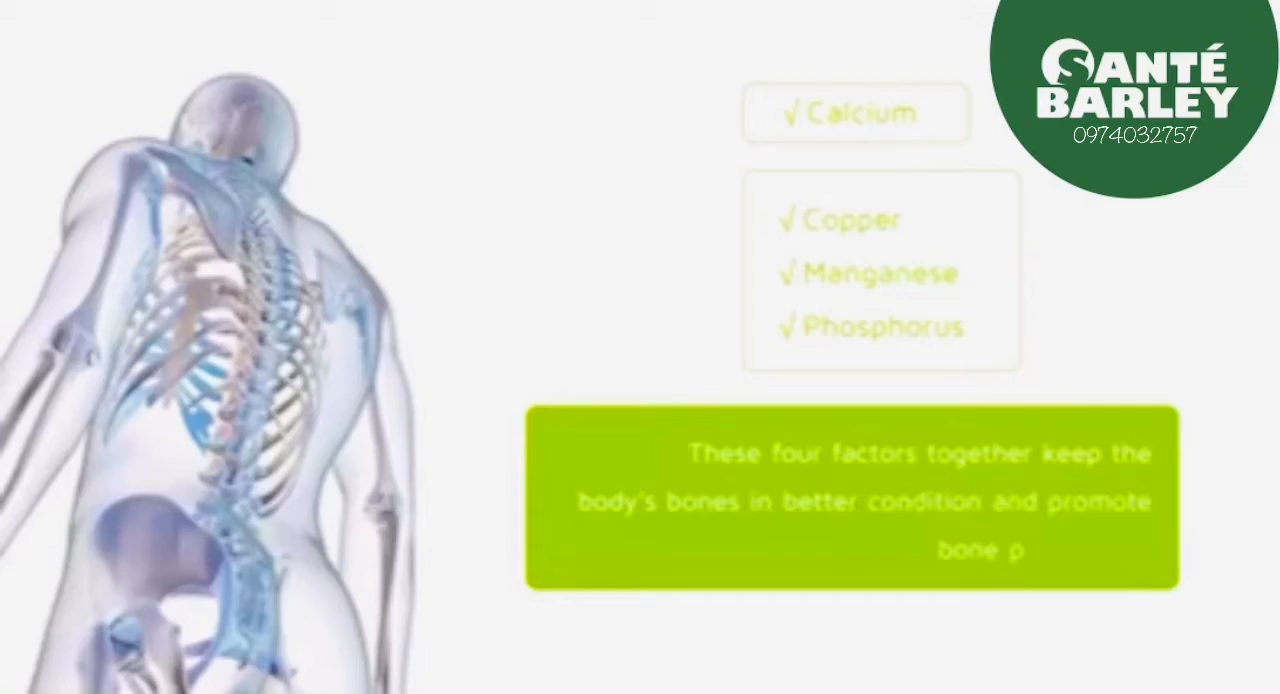 SANTÉ
BARLEY
0974032757
√ Calcium
√ Copper
√ Manganese
√ Phosphorus
These four factors together keep the
body's bones in better condition and promote
bone p